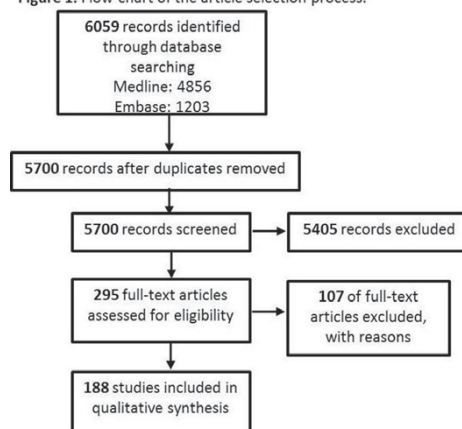 Figure 1. Flow-chart of the article selection process.
6059 records identified
through database
searching
Medline: 4856
Embase: 1203
5700 records after duplicates removed
5700 records screened
5405 records excluded
295 full-text articles
assessed for eligibility
107 of full-text
articles excluded,
with reasons
188 studies included in
qualitative synthesis